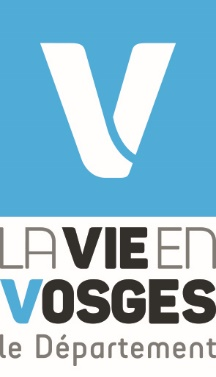 V
LA VIE EN
VOSGES
le Département